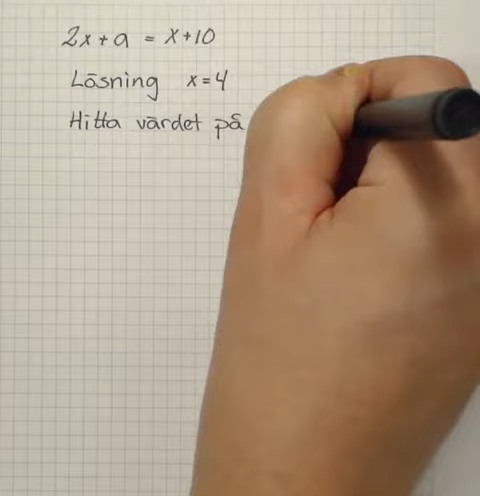 2x + a = x+10
Lösning x = 4
Hitta värdet på